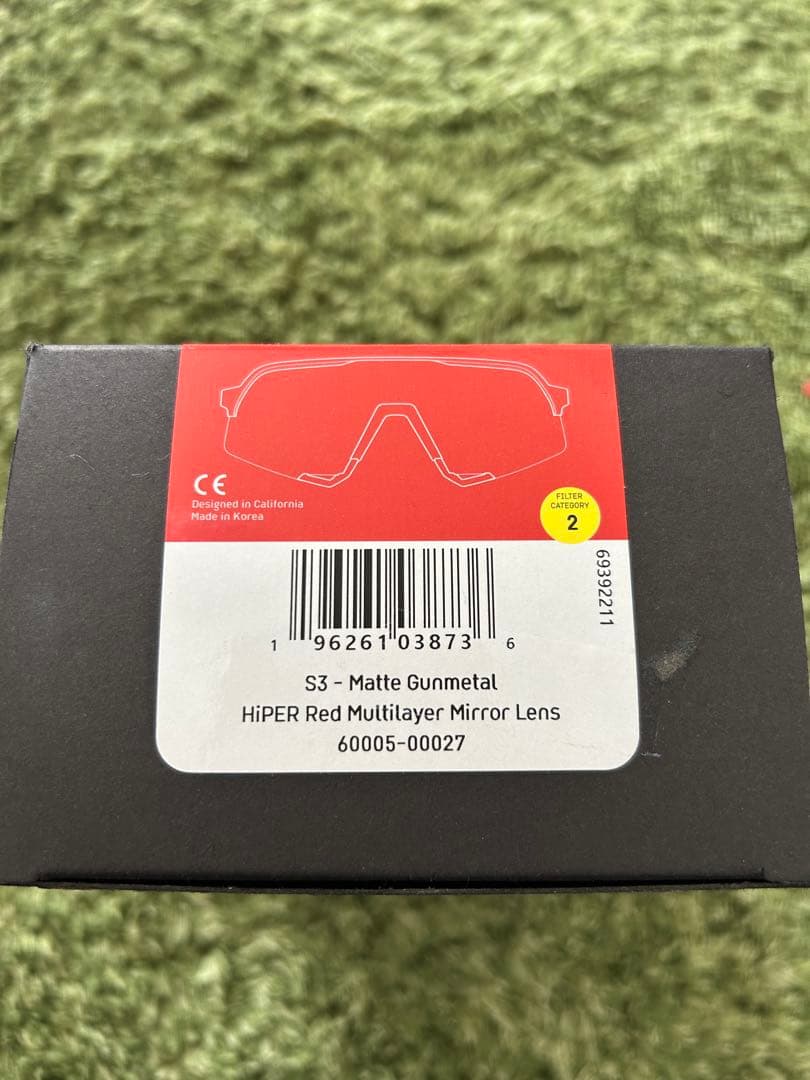 CE
Designed in California
Made in Korea
FILTER
CATEGORY
2
69392211
1 96261 03873 6
S3 - Matte Gunmetal
HiPER Red Multilayer Mirror Lens
60005-00027